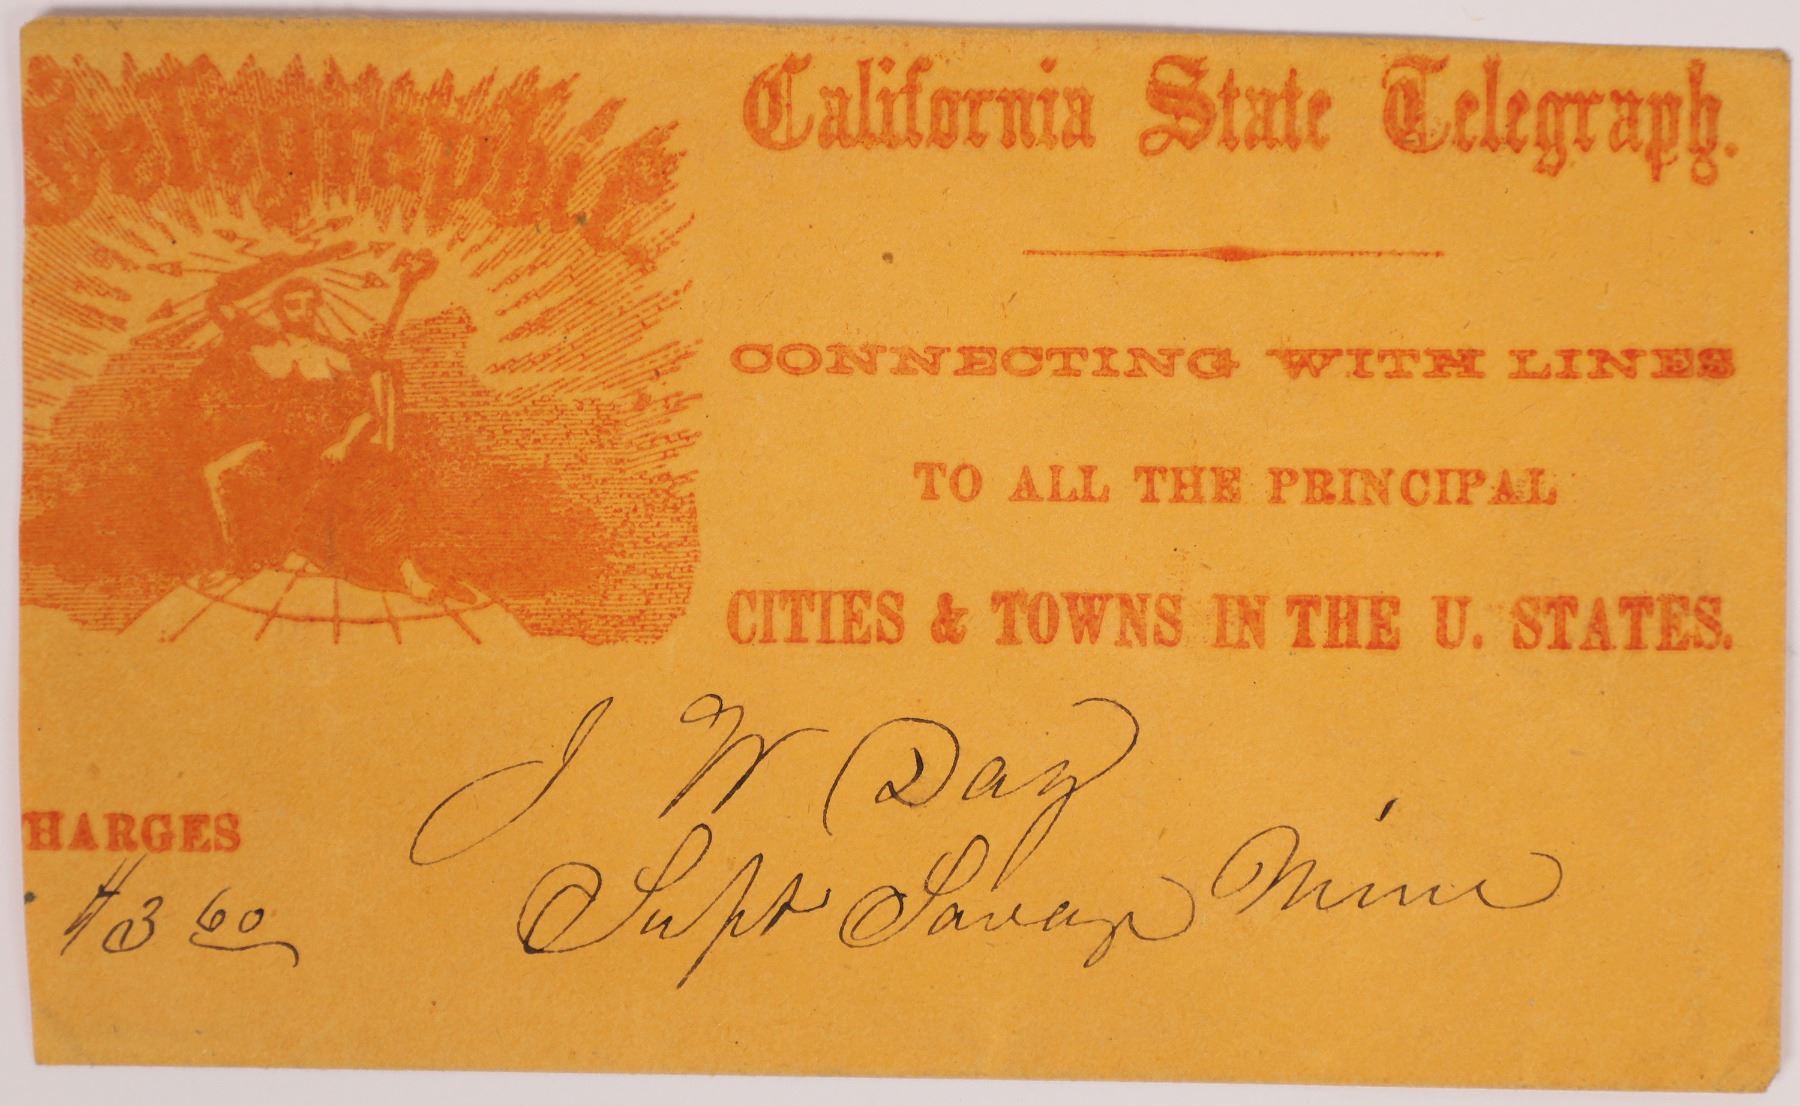 Telegraphic
California State Telegraph.
CONNECTING WITH LINES
TO ALL THE PRINCIPAL
CITIES & TOWNS IN THE U. STATES.
J W Day
Supt Savage Mine
HARGES
$3 60